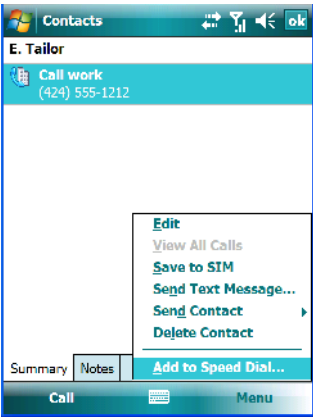 Contacts ok
E. Tailor
Call work
(424) 555-1212
Edit
View All Calls
Save to SIM
Send Text Message...
Send Contact
Delete Contact
Add to Speed Dial...
Summary Notes
Call Menu